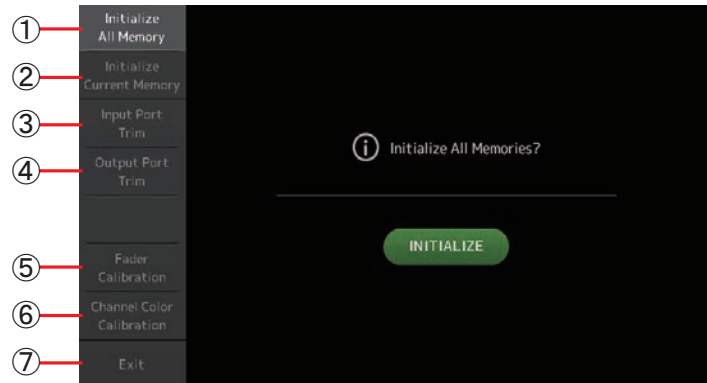 ① Initialize
All Memory
② Initialize
Current Memory
③ Input Port
Trim
④ Output Port
Trim
Initialize All Memories?
INITIALIZE
⑤ Fader
Calibration
⑥ Channel Color
Calibration
⑦ Exit